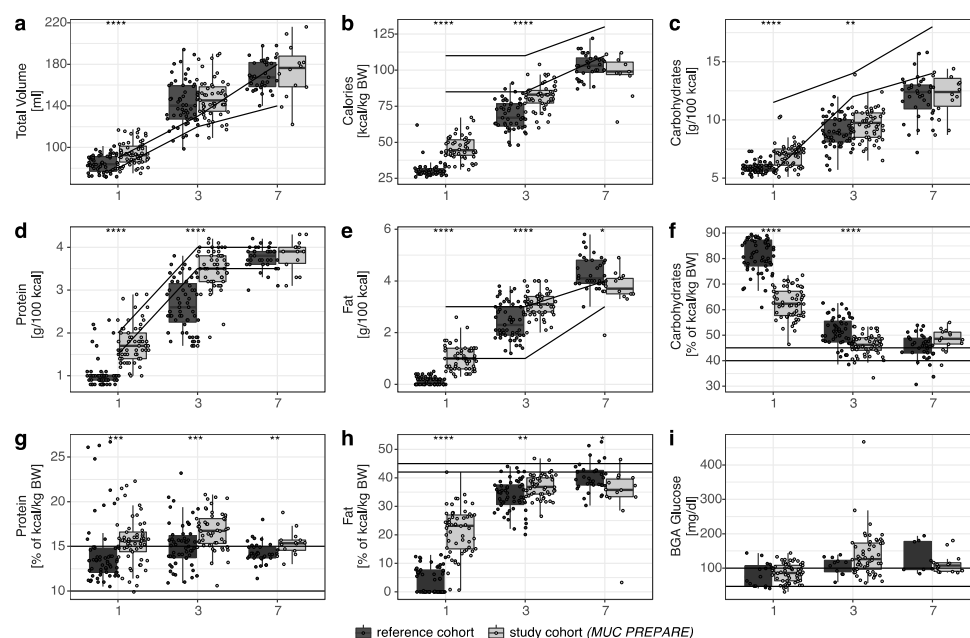 a
****
Total Volume
[ml]
220
180
140
100
1 3 7
b
**** ****
Calories
[kcal/kg BW]
125
100
75
50
25
1 3 7
c
**** **
Carbohydrates
[g/100 kcal]
15
10
5
1 3 7
d
**** ****
Protein
[g/100 kcal]
4
3
2
1
1 3 7
e
**** **** *
Fat
[g/100 kcal]
6
4
2
0
1 3 7
f
**** ****
Carbohydrates
[% of kcal/kg BW]
90
80
70
60
50
40
30
1 3 7
g
*** *** **
Protein
[% of kcal/kg BW]
25
20
15
10
1 3 7
h
**** ** *
Fat
[% of kcal/kg BW]
50
40
30
20
10
0
1 3 7
i
BGA Glucose
[mg/dl]
400
300
200
100
1 3 7
reference cohort study cohort (MUC PREPARE)